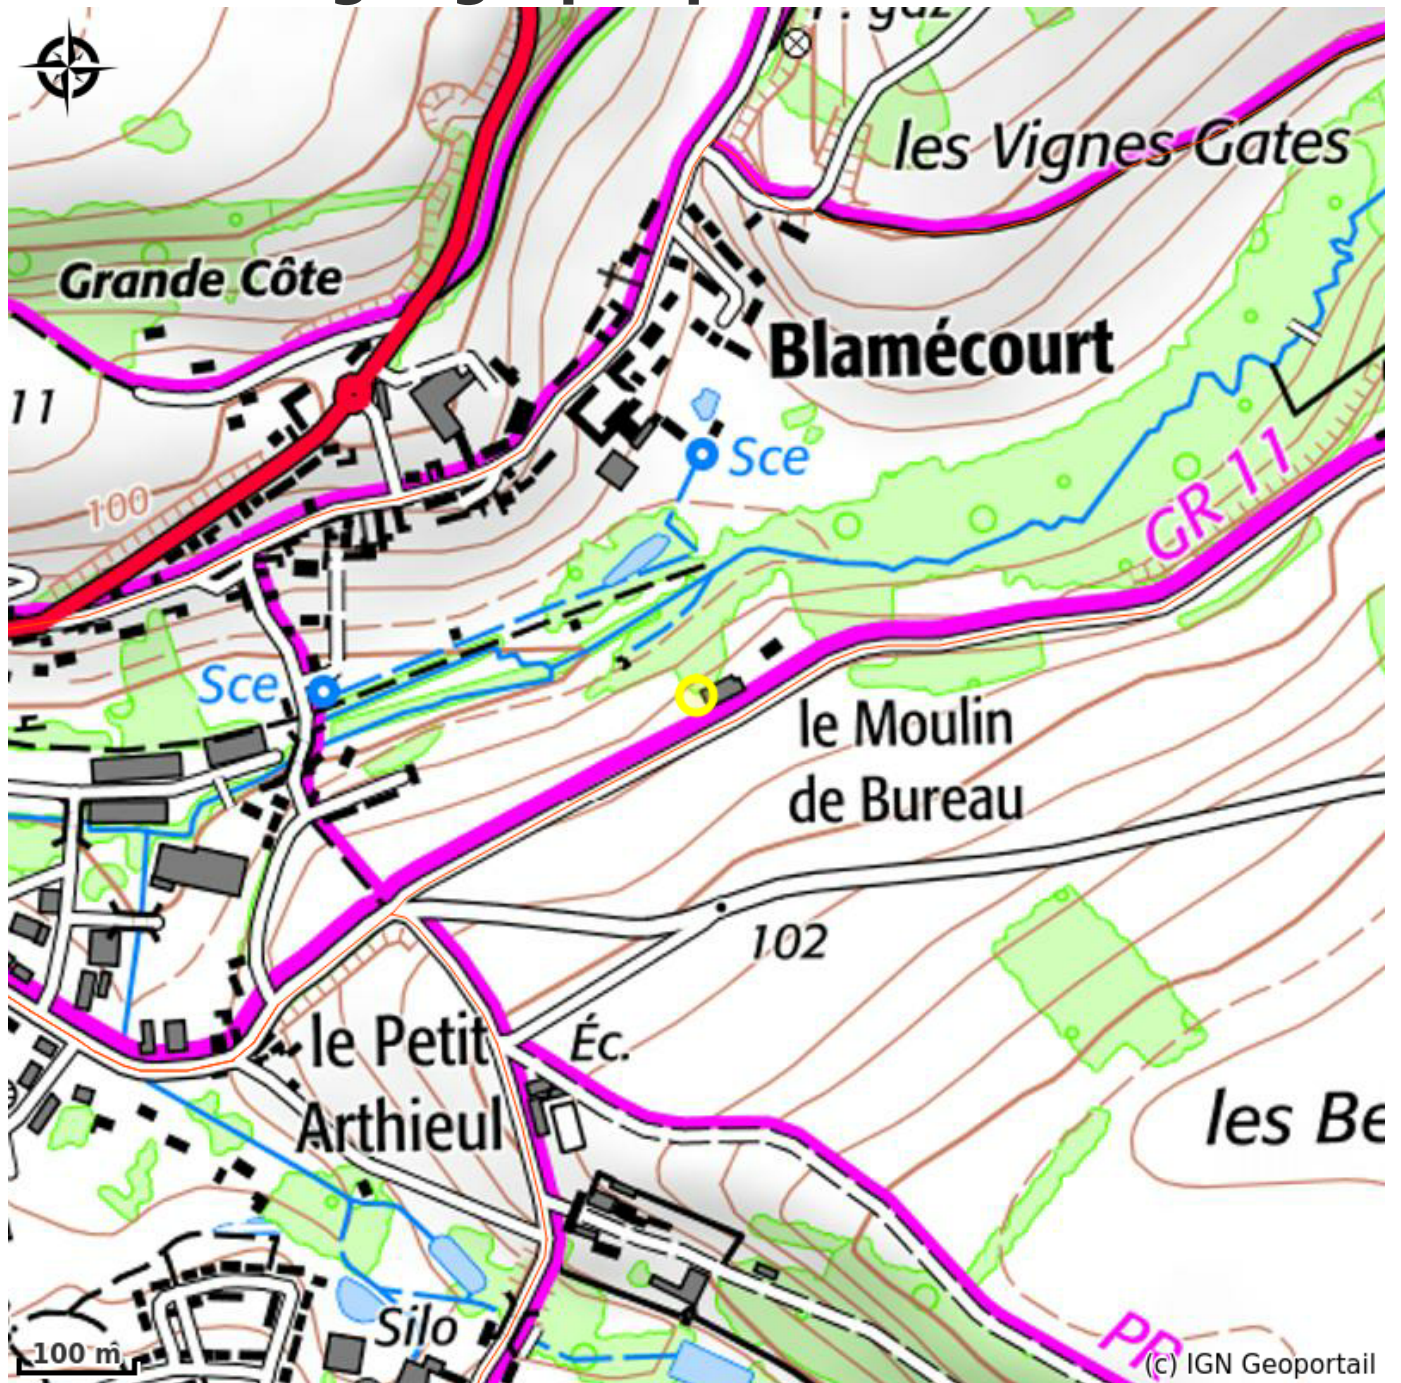 les Vignes Gates
Grande Côte
Blamécourt
11
Sce
GR 11
100
Sce
le Moulin
de Bureau
102
le Petit
Arthieul
Éc.
les Be
Silo
PR
100 m
(c) IGN Geoportail